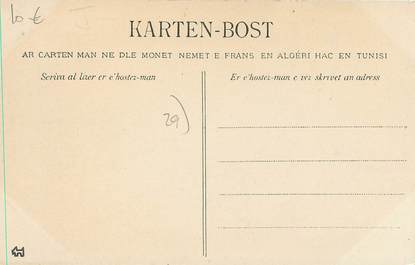 10 € J
KARTEN-BOST
AR CARTEN MAN NE DLE MONET NEMET E FRANS EN ALGÉRI HAC EN TUNISI
Scriva al laer er c'hostez-man
Er c'hostez-man e vez skrivet an adress
29)